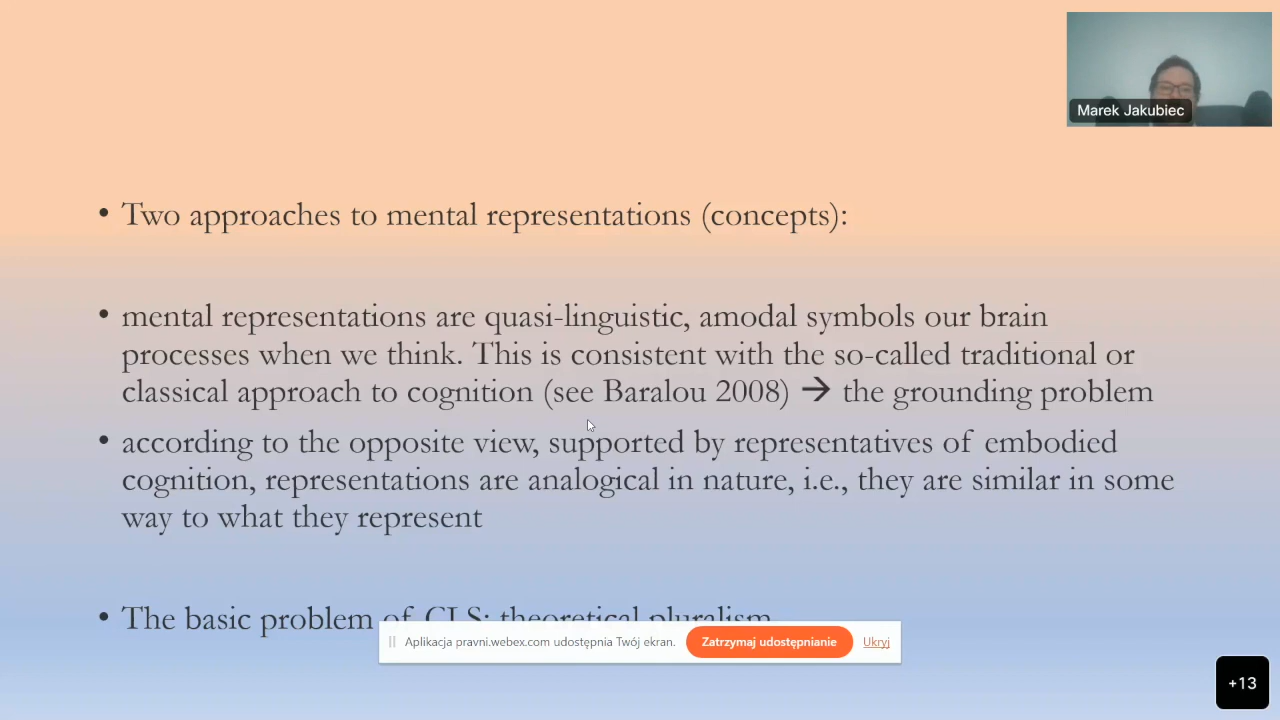 Marek Jakubiec
• Two approaches to mental representations (concepts):
• mental representations are quasi-linguistic, amodal symbols our brain
processes when we think. This is consistent with the so-called traditional or
classical approach to cognition (see Baralou 2008) → the grounding problem
• according to the opposite view, supported by representatives of embodied
cognition, representations are analogical in nature, i.e., they are similar in some
way to what they represent
• The basic problem of CLS: theoretical pluralism
Aplikacja pravni.webex.com udostępnia Twój ekran. Zatrzymaj udostępnianie Ukryj
+13